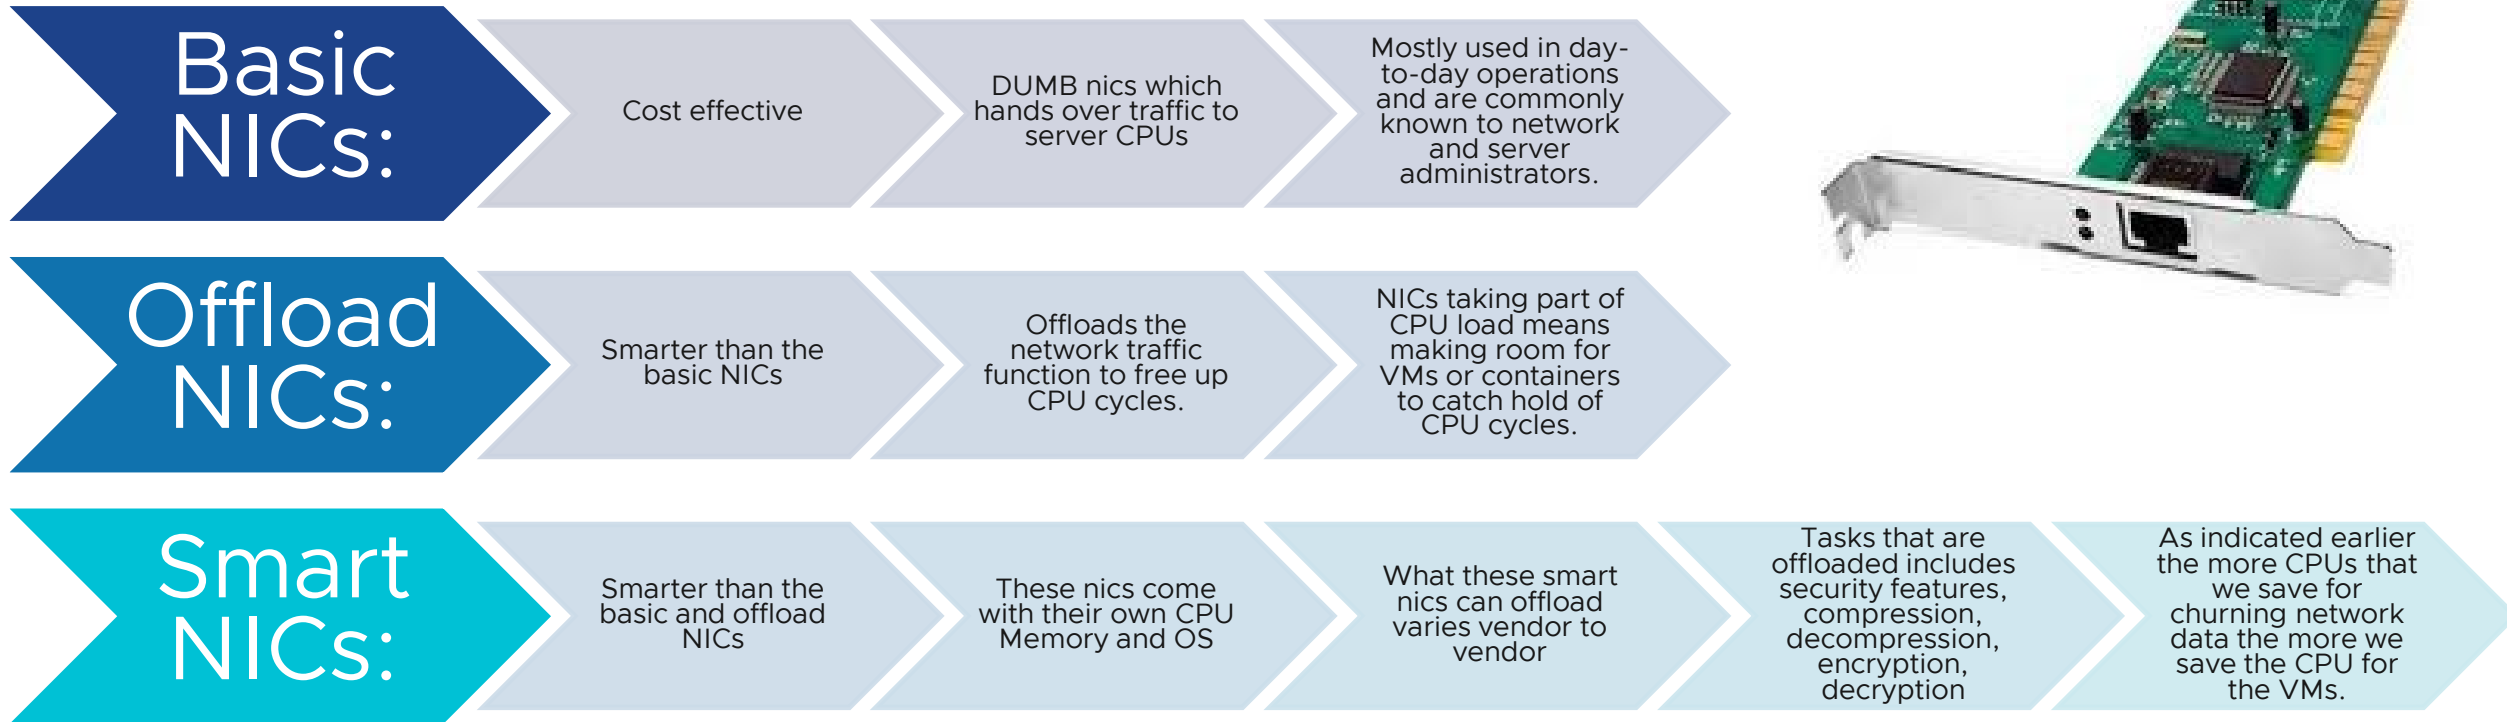 Basic
NICs:
Cost effective
DUMB nics which
hands over traffic to
server CPUs
Mostly used in day-
to-day operations
and are commonly
known to network
and server
administrators.
Offload
NICs:
Smarter than the
basic NICs
Offloads the
network traffic
function to free up
CPU cycles.
NICs taking part of
CPU load means
making room for
VMs or containers
to catch hold of
CPU cycles.
Smart
NICs:
Smarter than the
basic and offload
NICs
These nics come
with their own CPU
Memory and OS
What these smart
nics can offload
varies vendor to
vendor
Tasks that are
offloaded includes
security features,
compression,
decompression,
encryption,
decryption
As indicated earlier
the more CPUs that
we save for
churning network
data the more we
save the CPU for
the VMs.